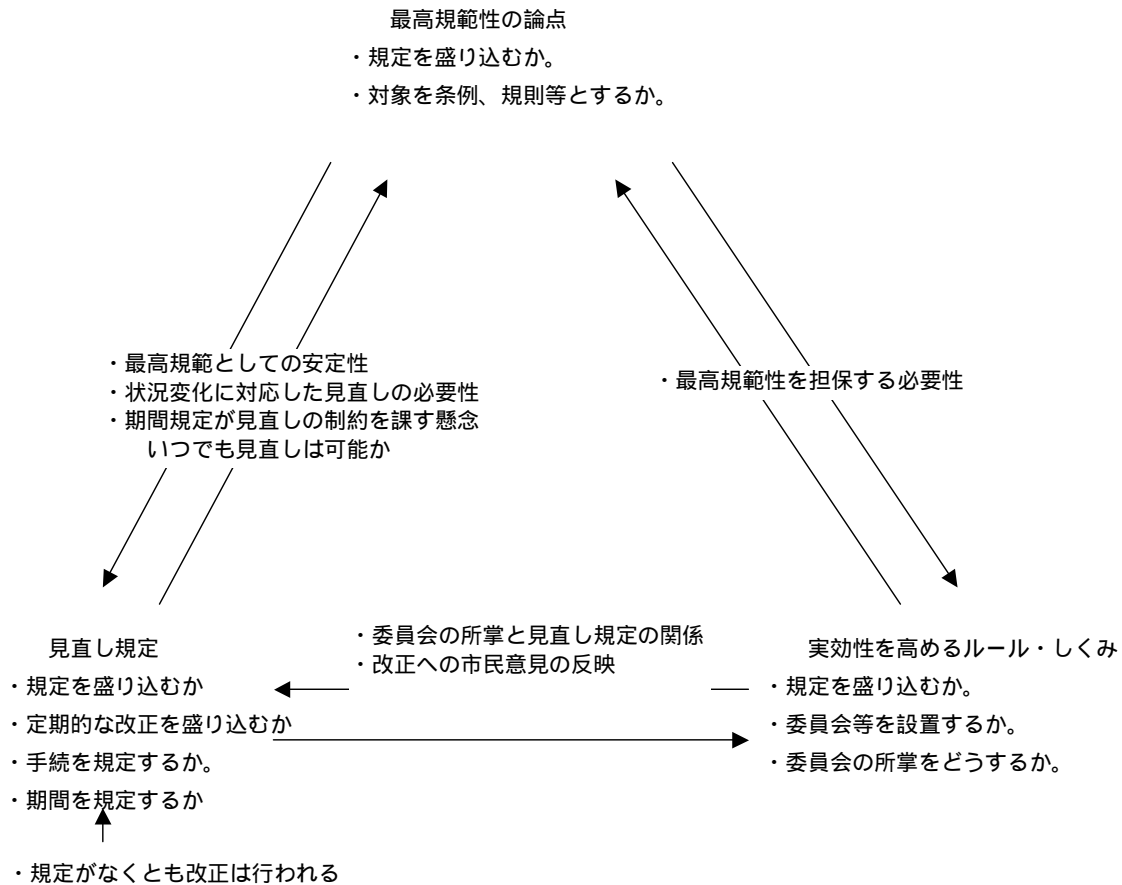 最高規範性の論点
・規定を盛り込むか。
・対象を条例、規則等とするか。
・最高規範としての安定性
・状況変化に対応した見直しの必要性
・期間規定が見直しの制約を課す懸念
いつでも見直しは可能か
・最高規範性を担保する必要性
・委員会の所掌と見直し規定の関係
・改正への市民意見の反映
見直し規定
・規定を盛り込むか
・定期的な改正を盛り込むか
・手続を規定するか。
・期間を規定するか
・規定がなくとも改正は行われる
実効性を高めるルール・しくみ
・規定を盛り込むか。
・委員会等を設置するか。
・委員会の所掌をどうするか。